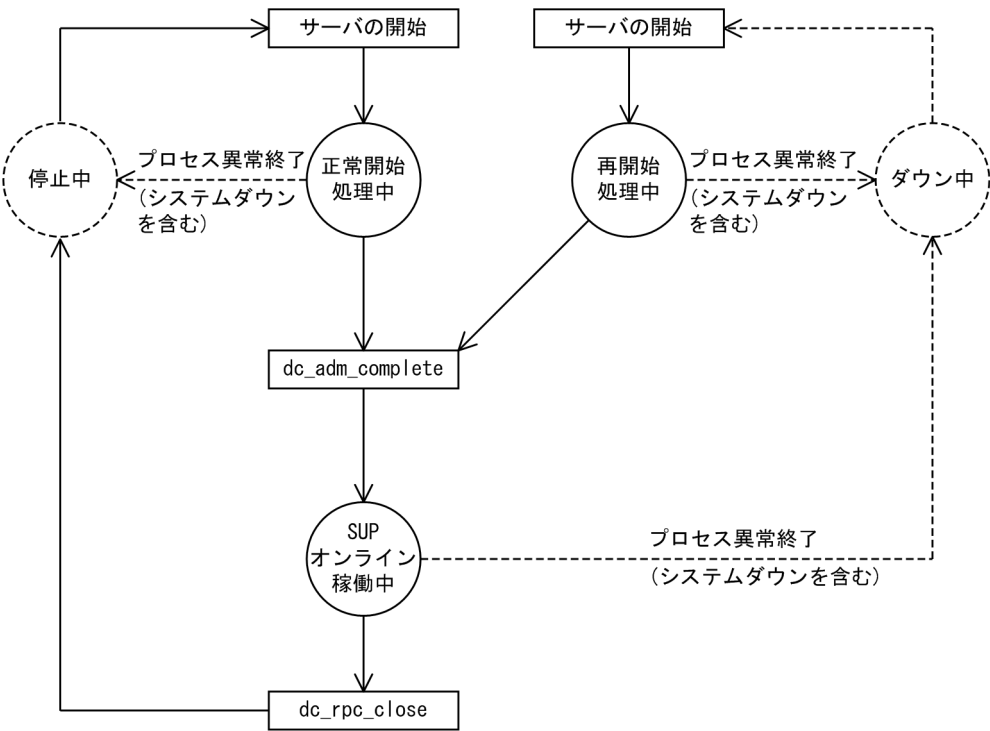 サーバの開始
サーバの開始
停止中
プロセス異常終了
(システムダウン
を含む)
正常開始
処理中
再開始
処理中
プロセス異常終了
(システムダウン
を含む)
ダウン中
dc_adm_complete
SUP
オンライン
稼働中
プロセス異常終了
(システムダウンを含む)
dc_rpc_close